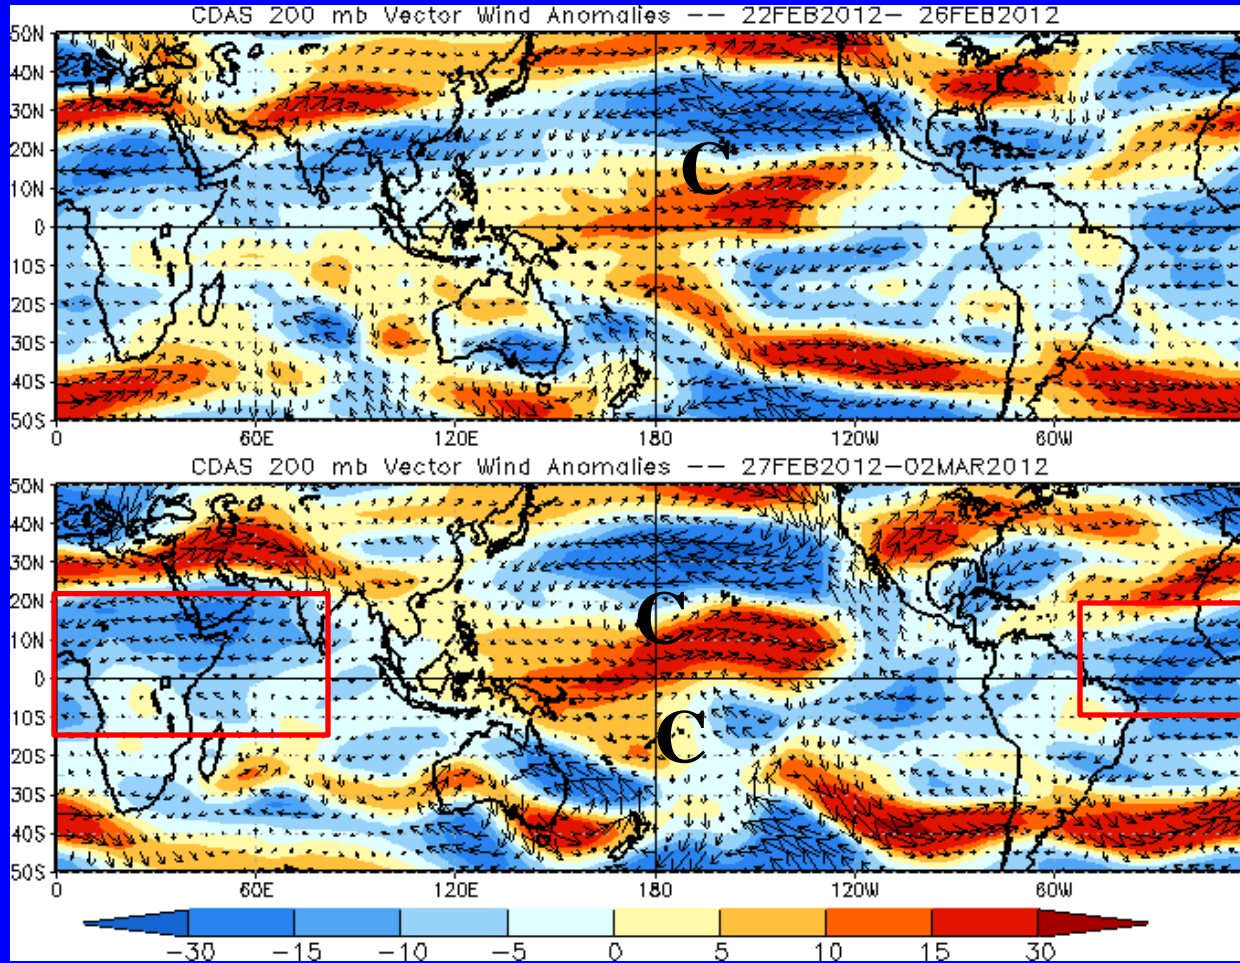 CDAS 200 mb Vector Wind Anomalies -- 22FEB2012- 26FEB2012
50N
40N
30N
20N
10N
0
10S
20S
30S
40S
50S
C
0 60E 120E 180 120W 60W
CDAS 200 mb Vector Wind Anomalies -- 27FEB2012-02MAR2012
50N
40N
30N
20N
10N
0
10S
20S
30S
40S
50S
C
C
0 60E 120E 180 120W 60W
-30 -15 -10 -5 0 5 10 15 30